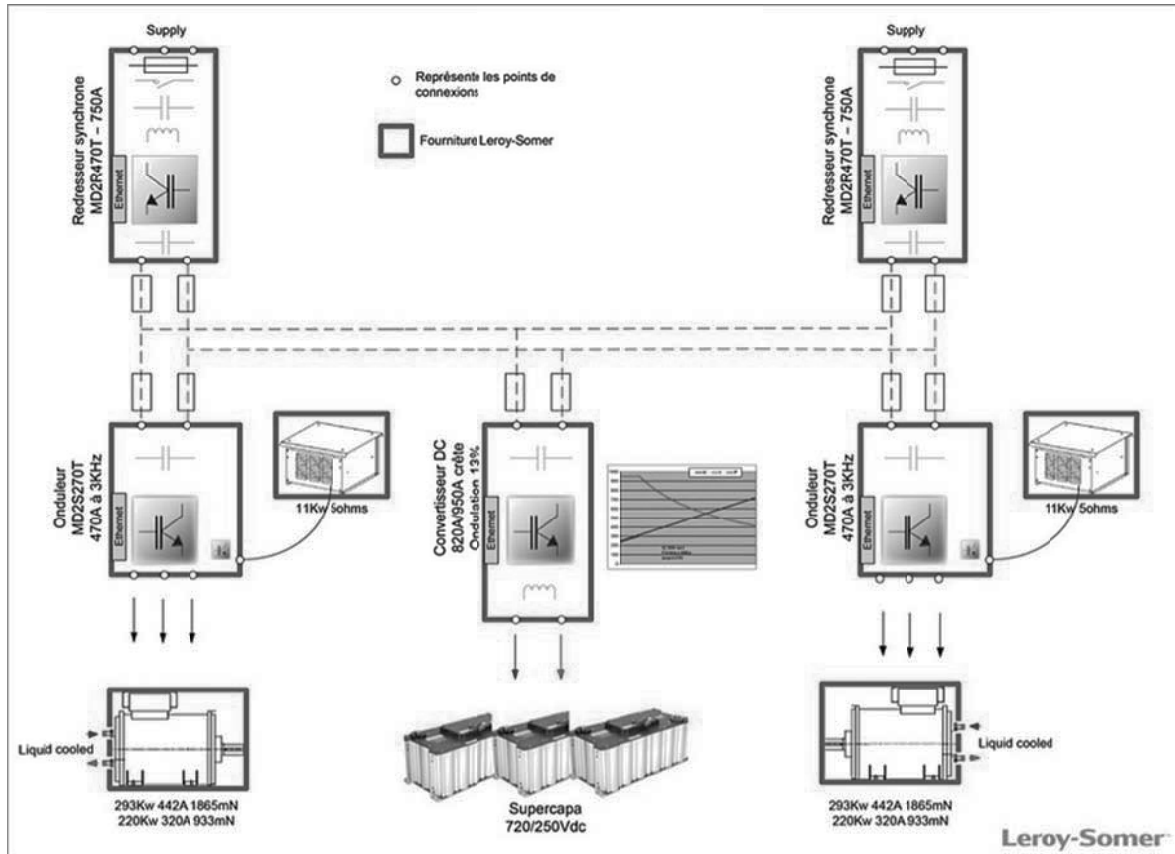 Supply
Supply
Redresseur synchrone
MD2R470T – 750A
Ethernet
Représente les points de
connexions
Fourniture Leroy-Somer
Redresseur synchrone
MD2R470T – 750A
Ethernet
Onduleur
MD2S270T
470A à 3KHz
Ethernet
11Kw 5ohms
Convertisseur DC
820A/950A crête
Ondulation 13%
Ethernet
Onduleur
MD2S270T
470A à 3KHz
Ethernet
11Kw 5ohms
Liquid cooled
293Kw 442A 1865mN
220Kw 320A 933mN
Supercapa
720/250Vdc
Liquid cooled
293Kw 442A 1865mN
220Kw 320A 933mN
Leroy-Somer